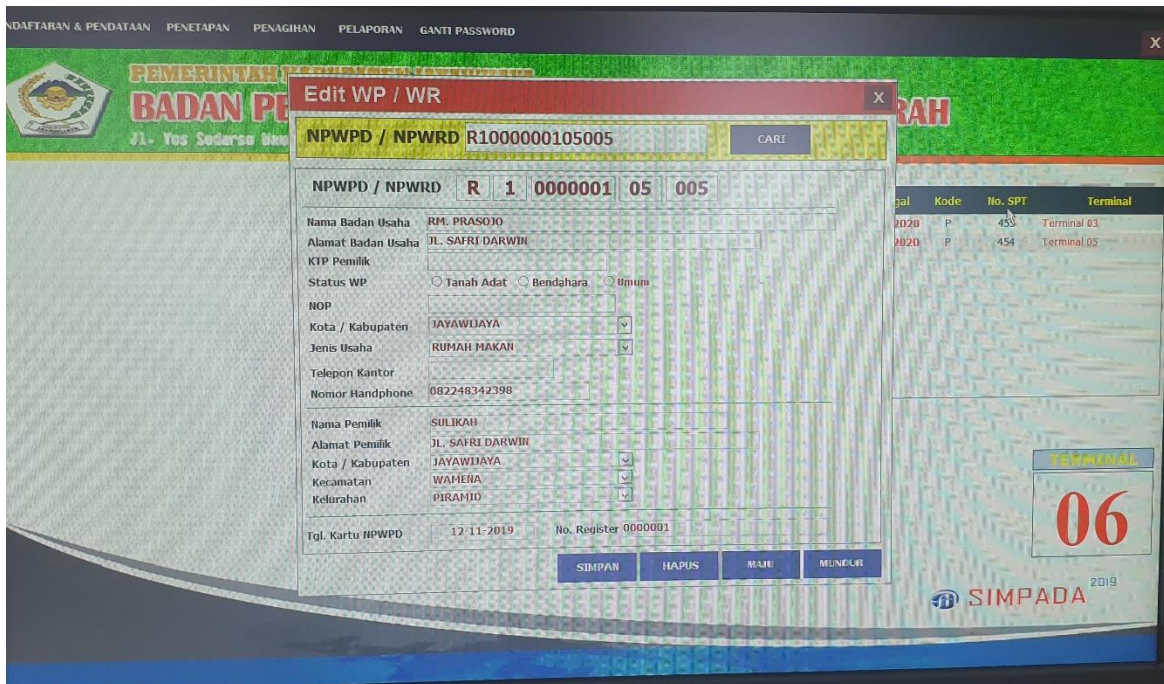 NDAFTARAN & PENDATAAN PENETAPAN PENAGIHAN PELAPORAN GANTI PASSWORD
X
PEMERINTAH
BADAN PE RAH
Jl. Yos Sudarso
Edit WP / WR X
NPWPD / NPWRD R1000000105005 CARI
NPWPD / NPWRD R 1 0000001 05 005
Nama Badan Usaha RM. PRASOJO
Alamat Badan Usaha JL. SAFRI DARWIN
KTP Pemilik
Status WP Tanah Adat Bendahara Umum
NOP
Kota / Kabupaten JAYAWIJAYA
Jenis Usaha RUMAH MAKAN
Telepon Kantor
Nomor Handphone 082248342398
Nama Pemilik SULIKAH
Alamat Pemilik JL. SAFRI DARWIN
Kota / Kabupaten JAYAWIJAYA
Kecamatan WAMENA
Kelurahan PIRAMID
Tgl. Kartu NPWPD 12-11-2019 No. Register 0000001
SIMPAN HAPUS MAJU MUNDUR
gal Kode No. SPT Terminal
2020 P Terminal 03
2020 P 454 Terminal 05
TERMINAL
06
SIMPADA 2019